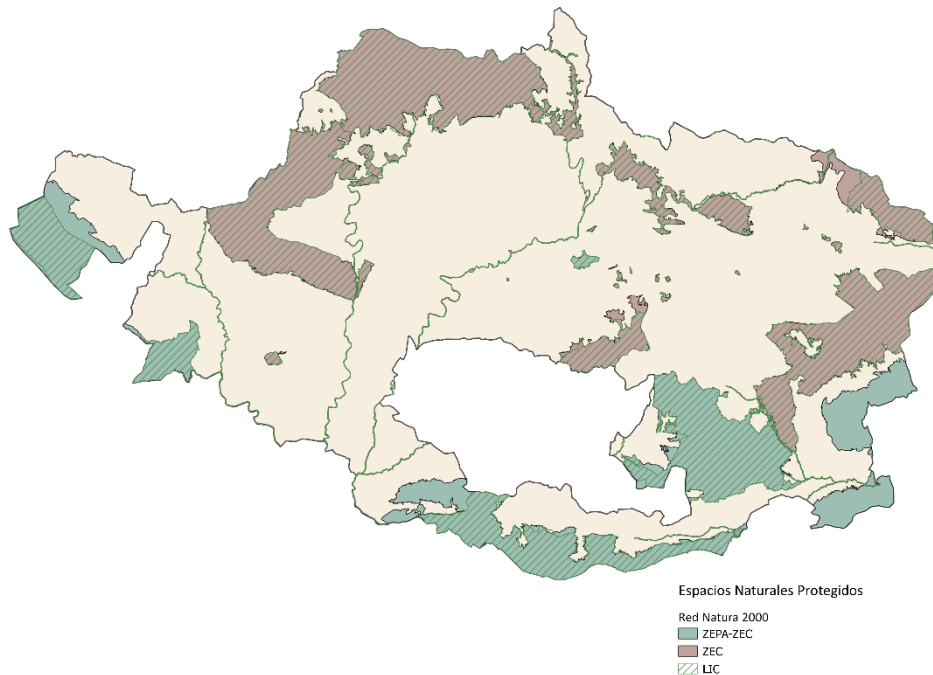 Espacios Naturales Protegidos
Red Natura 2000
ZEPA-ZEC
ZEC
LIC